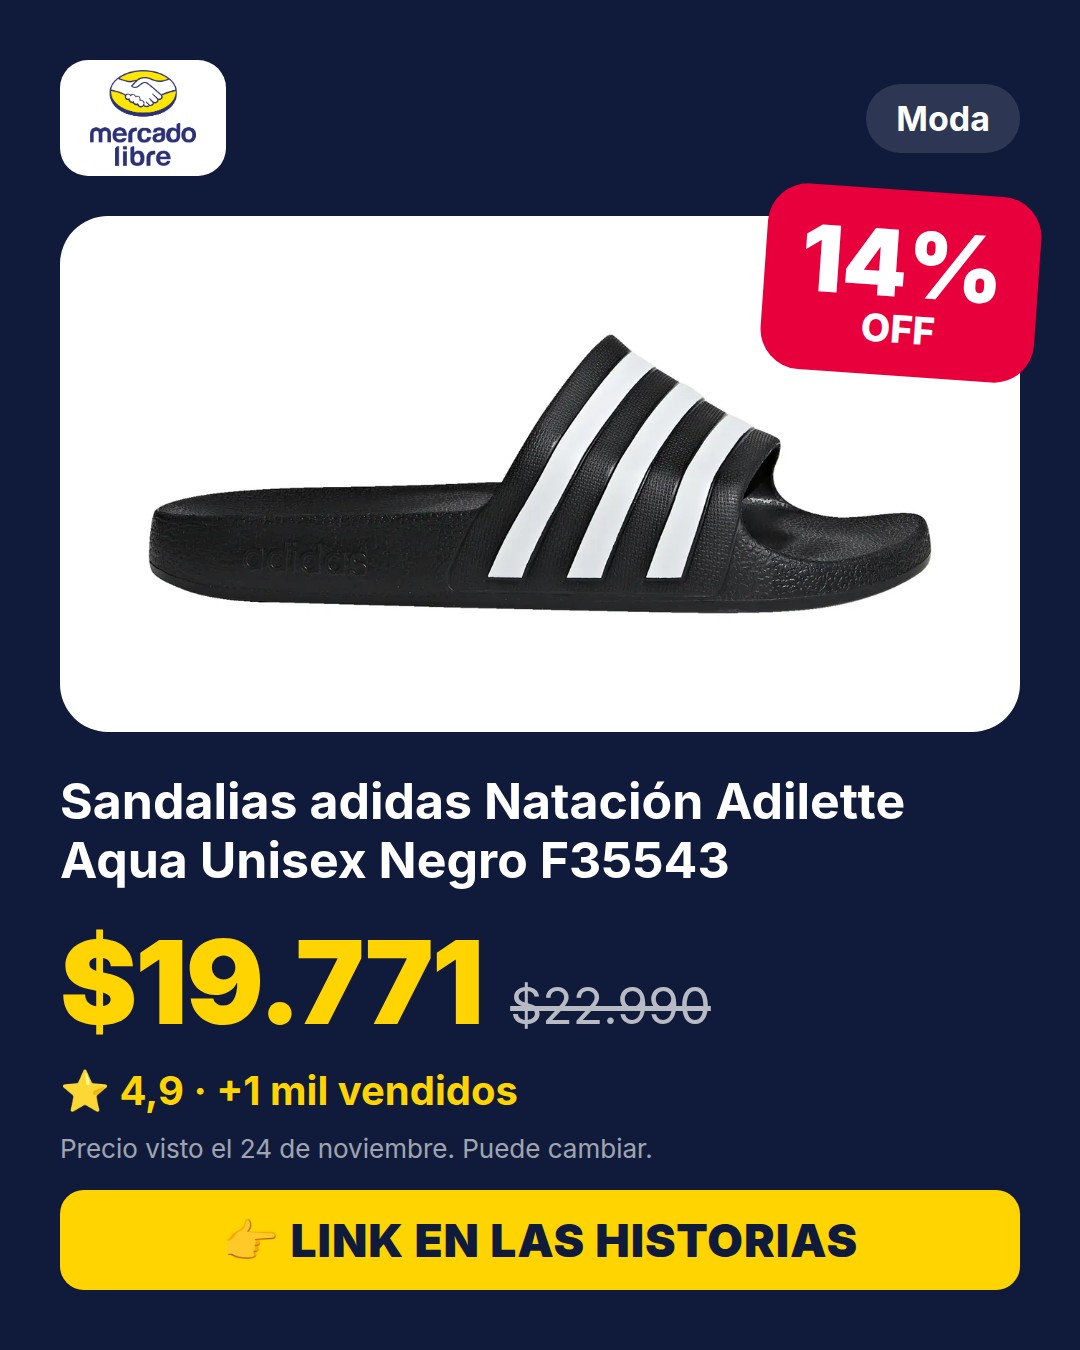 mercado
libre
Moda
14%
OFF
adidas
Sandalias adidas Natación Adilette
Aqua Unisex Negro F35543
$19.771 $22.990
⭐ 4,9 · +1 mil vendidos
Precio visto el 24 de noviembre. Puede cambiar.
👉 LINK EN LAS HISTORIAS